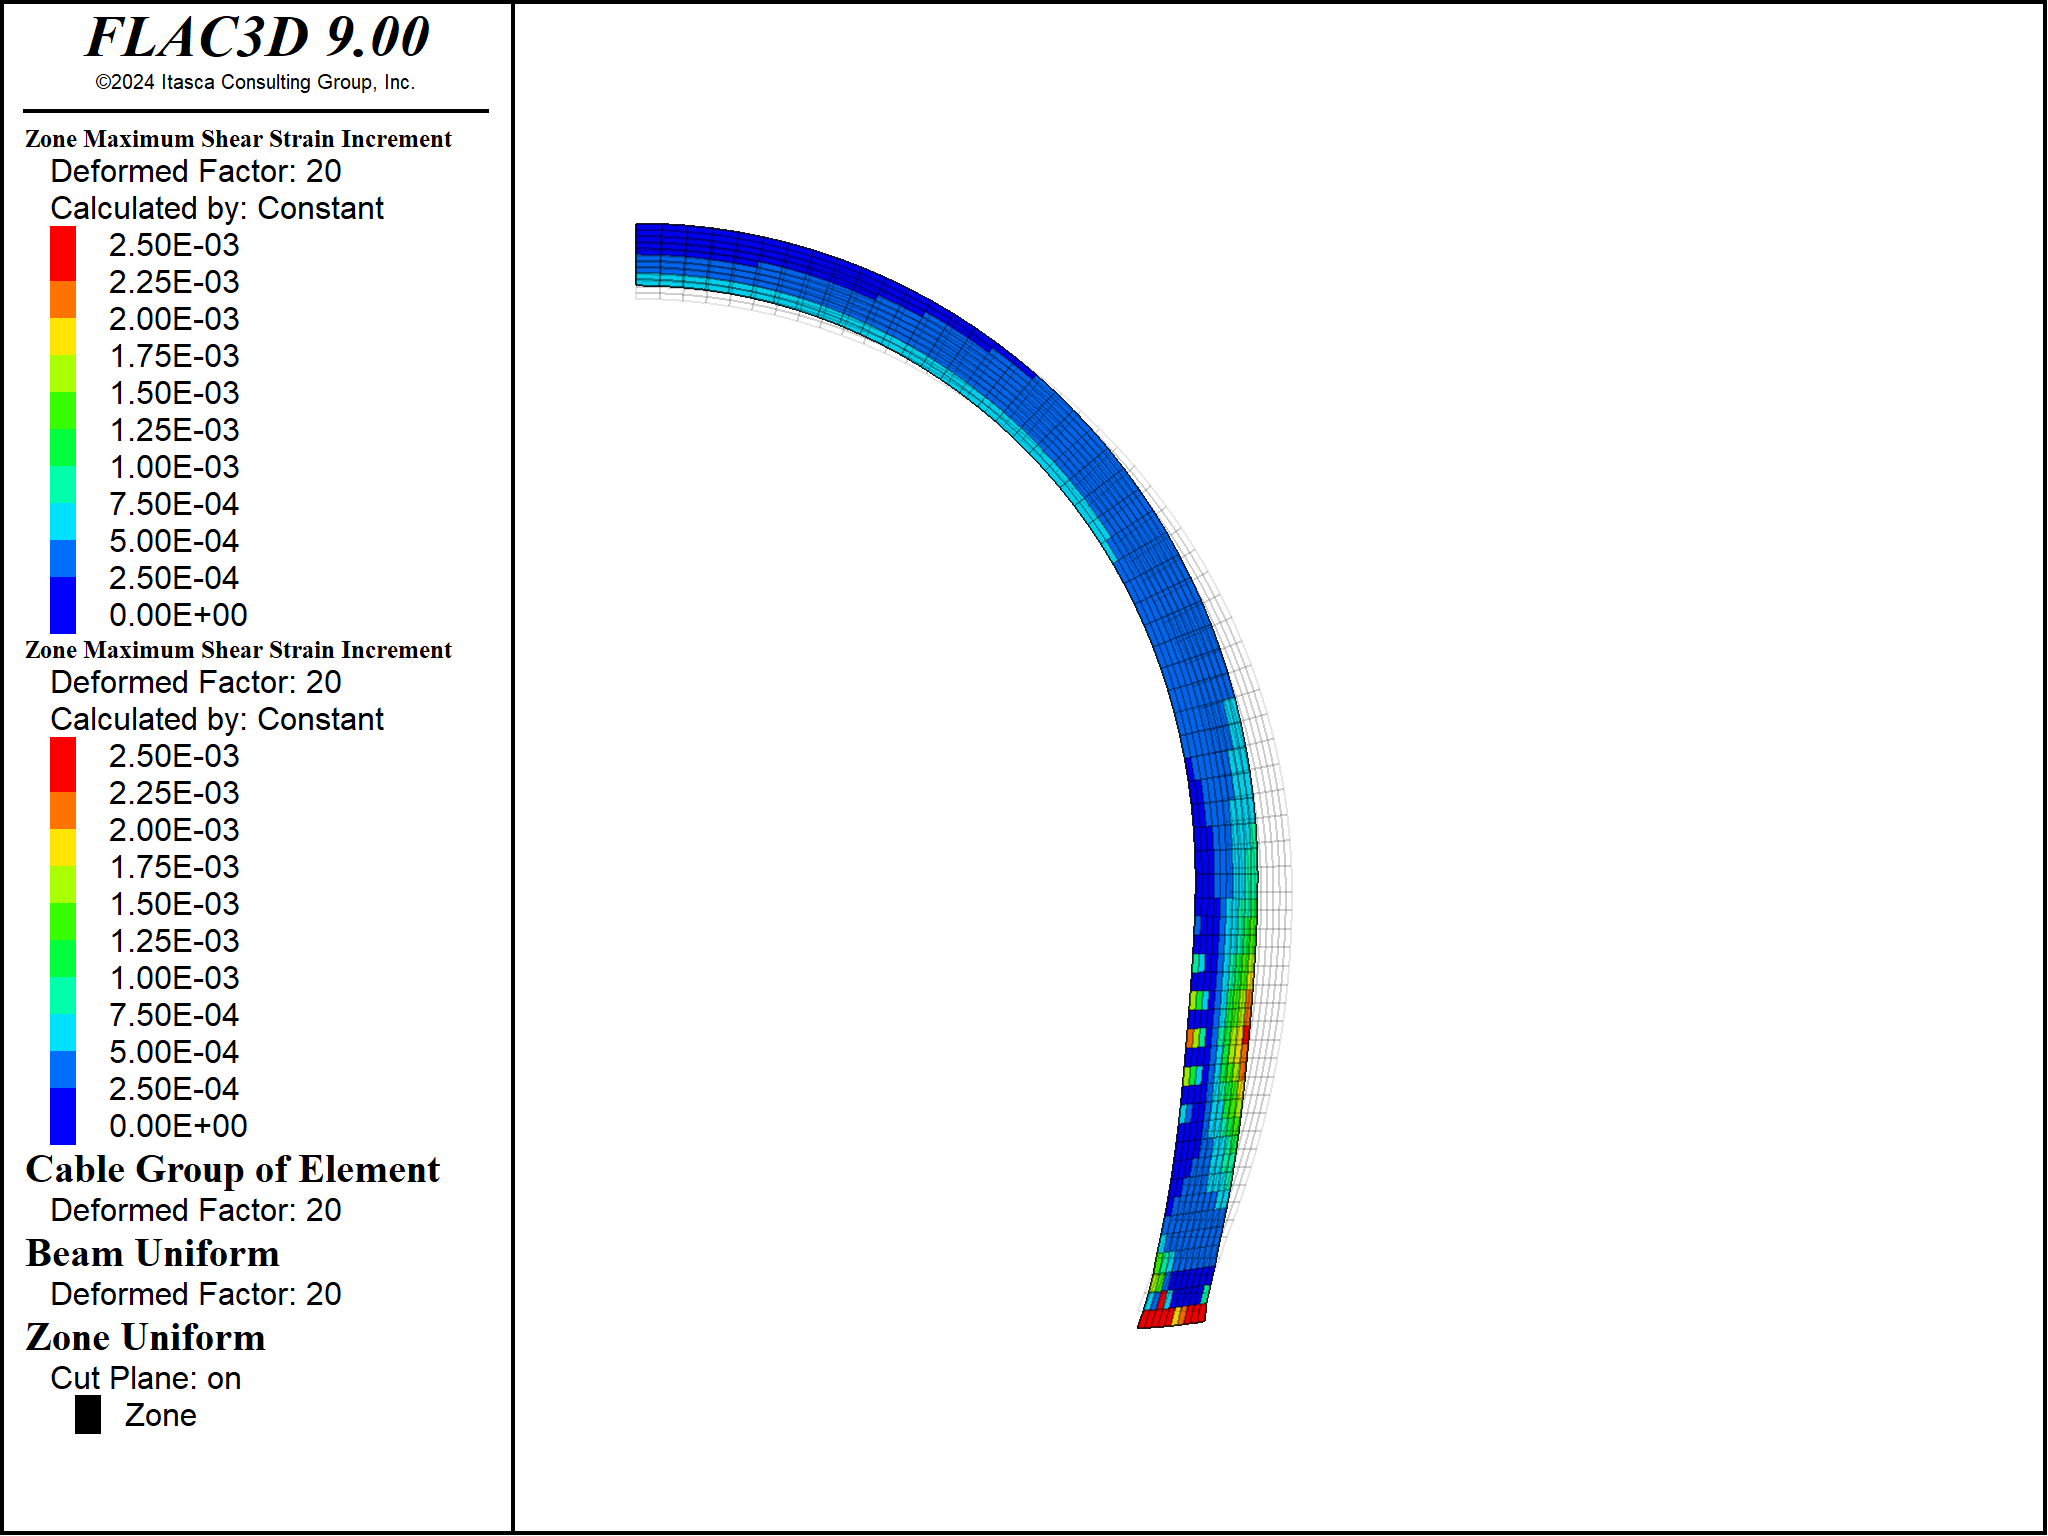 FLAC3D 9.00
©2024 Itasca Consulting Group, Inc.
Zone Maximum Shear Strain Increment
Deformed Factor: 20
Calculated by: Constant
2.50E-03
2.25E-03
2.00E-03
1.75E-03
1.50E-03
1.25E-03
1.00E-03
7.50E-04
5.00E-04
2.50E-04
0.00E+00
Zone Maximum Shear Strain Increment
Deformed Factor: 20
Calculated by: Constant
2.50E-03
2.25E-03
2.00E-03
1.75E-03
1.50E-03
1.25E-03
1.00E-03
7.50E-04
5.00E-04
2.50E-04
0.00E+00
Cable Group of Element
Deformed Factor: 20
Beam Uniform
Deformed Factor: 20
Zone Uniform
Cut Plane: on
Zone